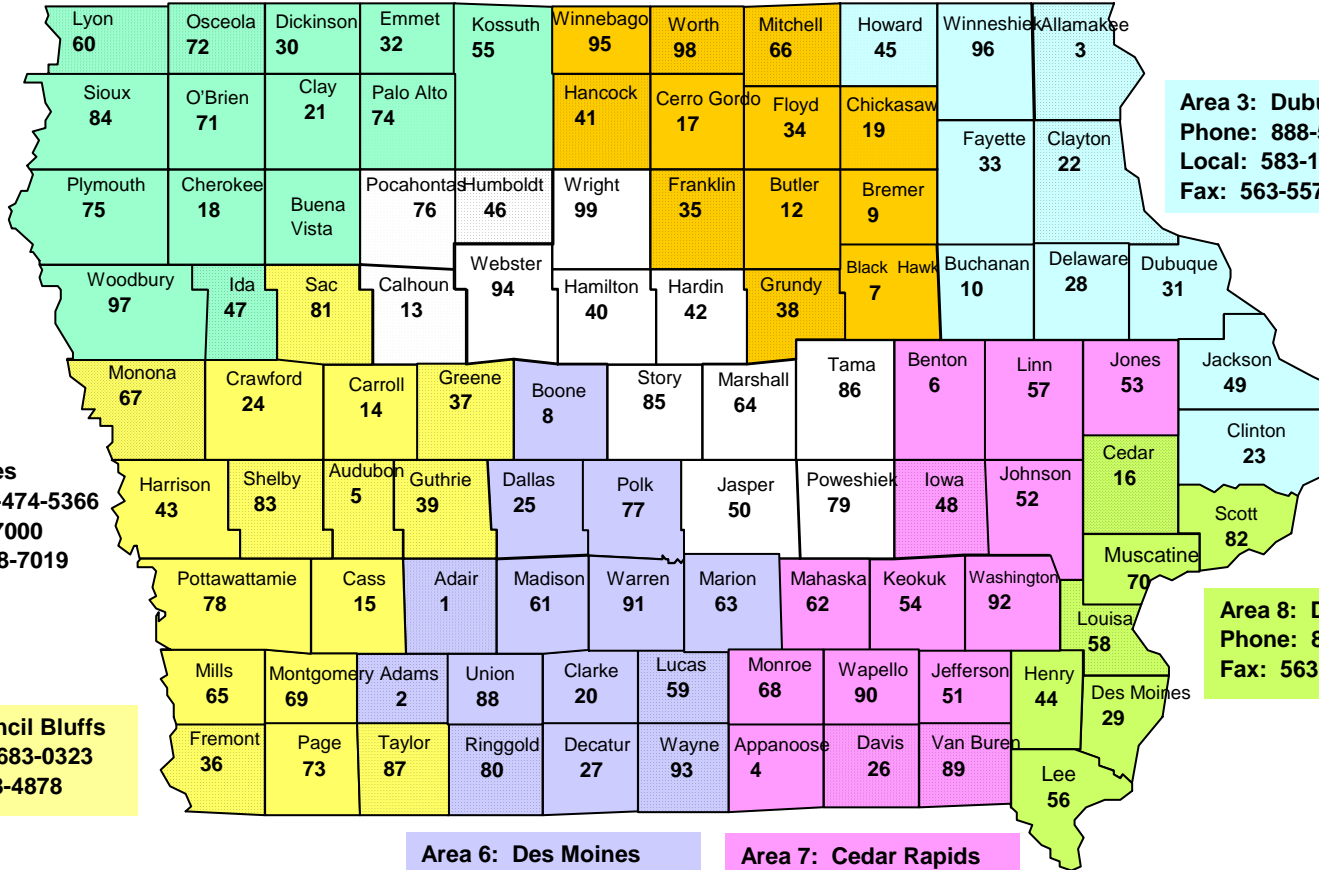 Lyon
60
Osceola
72
Dickinson
30
Emmet
32
Kossuth
55
Winnebago
95
Worth
98
Mitchell
66
Howard
45
Winneshiek
96
Allamakee
3
Sioux
84
O'Brien
71
Clay
21
Palo Alto
74
Hancock
41
Cerro Gordo
17
Floyd
34
Chickasaw
19
Fayette
33
Clayton
22
Area 3: Dubu
Phone: 888-5
Local: 583-1
Fax: 563-557
Plymouth
75
Cherokee
18
Buena
Vista
Pocahontas
76
Humboldt
46
Wright
99
Franklin
35
Butler
12
Bremer
9
Woodbury
97
Ida
47
Sac
81
Calhoun
13
Webster
94
Hamilton
40
Hardin
42
Grundy
38
Black Hawk
7
Buchanan
10
Delaware
28
Dubuque
31
Monona
67
Crawford
24
Carroll
14
Greene
37
Boone
8
Story
85
Marshall
64
Tama
86
Benton
6
Linn
57
Jones
53
Jackson
49
Clinton
23
es
-474-5366
7000
8-7019
Harrison
43
Shelby
83
Audubon
5
Guthrie
39
Dallas
25
Polk
77
Jasper
50
Poweshiek
79
Iowa
48
Johnson
52
Cedar
16
Scott
82
Muscatine
70
Pottawattamie
78
Cass
15
Adair
1
Madison
61
Warren
91
Marion
63
Mahaska
62
Keokuk
54
Washington
92
Louisa
58
Area 8: D
Phone: 8
Fax: 563
Mills
65
Montgomery
69
Adams
2
Union
88
Clarke
20
Lucas
59
Monroe
68
Wapello
90
Jefferson
51
Henry
44
Des Moines
29
ncil Bluffs
683-0323
3-4878
Fremont
36
Page
73
Taylor
87
Ringgold
80
Decatur
27
Wayne
93
Appanoose
4
Davis
26
Van Buren
89
Lee
56
Area 6: Des Moines
Area 7: Cedar Rapids